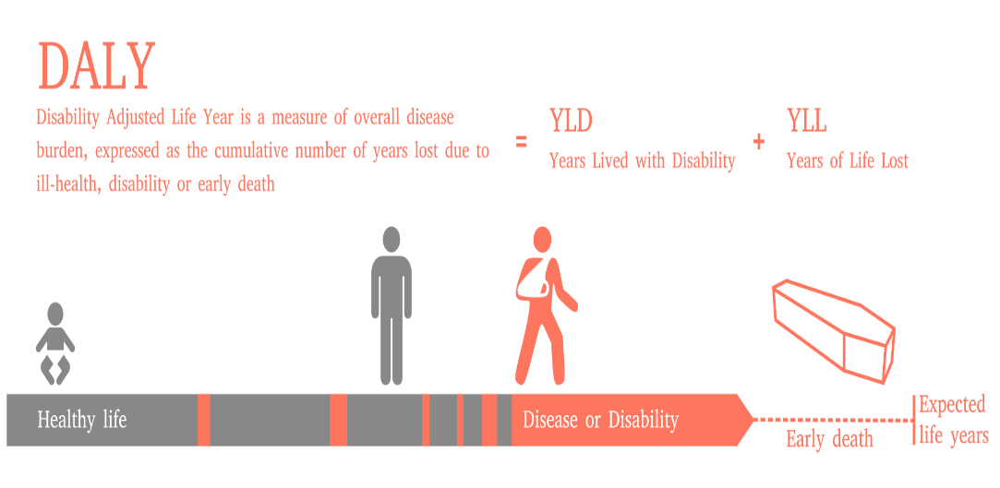 DALY
Disability Adjusted Life Year is a measure of overall disease
burden, expressed as the cumulative number of years lost due to
ill-health, disability or early death
=
YLD
Years Lived with Disability
+
YLL
Years of Life Lost
Healthy life
Disease or Disability
Early death
Expected
life years